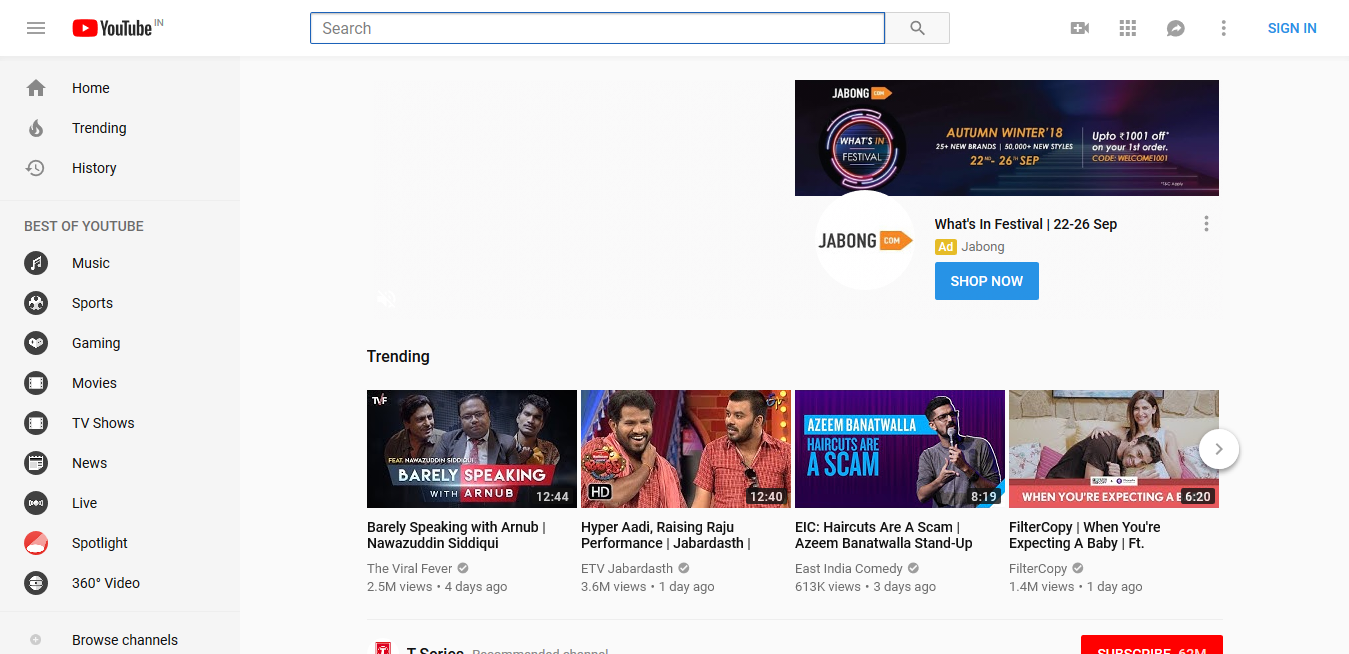 YouTube IN
Search
SIGN IN
Home
Trending
History
BEST OF YOUTUBE
Music
Sports
Gaming
Movies
TV Shows
News
Live
Spotlight
360° Video
Browse channels
JABONG COM
WHAT'S IN
FESTIVAL
AUTUMN WINTER'18
25+ NEW BRANDS | 50,000+ NEW STYLES
22ND- 26TH SEP
Upto ₹1001 off*
on your 1st order.
CODE: WELCOME1001
*T&C Apply
JABONG COM
What's In Festival | 22-26 Sep
Ad Jabong
SHOP NOW
Trending
TVF
FEAT. NAWAZUDDIN SIDDIQUI
BARELY SPEAKING
WITH ARNUB
12:44
Barely Speaking with Arnub |
Nawazuddin Siddiqui
The Viral Fever
2.5M views • 4 days ago
HD
12:40
Hyper Aadi, Raising Raju
Performance | Jabardasth |
ETV Jabardasth
3.6M views • 1 day ago
AZEEM BANATWALLA
HAIRCUTS ARE
A SCAM
8:19
EIC: Haircuts Are A Scam |
Azeem Banatwalla Stand-Up
East India Comedy
613K views • 3 days ago
WHEN YOU'RE EXPECTING A
6:20
FilterCopy | When You're
Expecting A Baby | Ft.
FilterCopy
1.4M views • 1 day ago
T-Series Recommended channel
SUBSCRIBE 62M